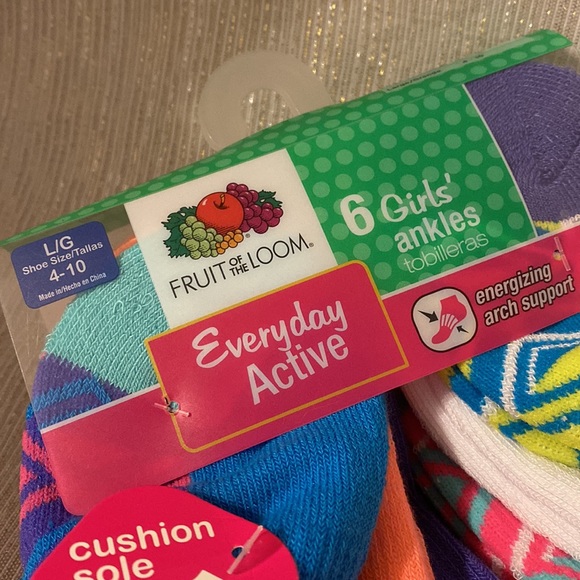 L/G
Shoe Size/Tallas
4-10
Made in/Hecho en China
FRUIT OF THE LOOM®
6 Girls'
ankles
tobilleras
Everyday
Active
energizing
arch support
cushion
sole